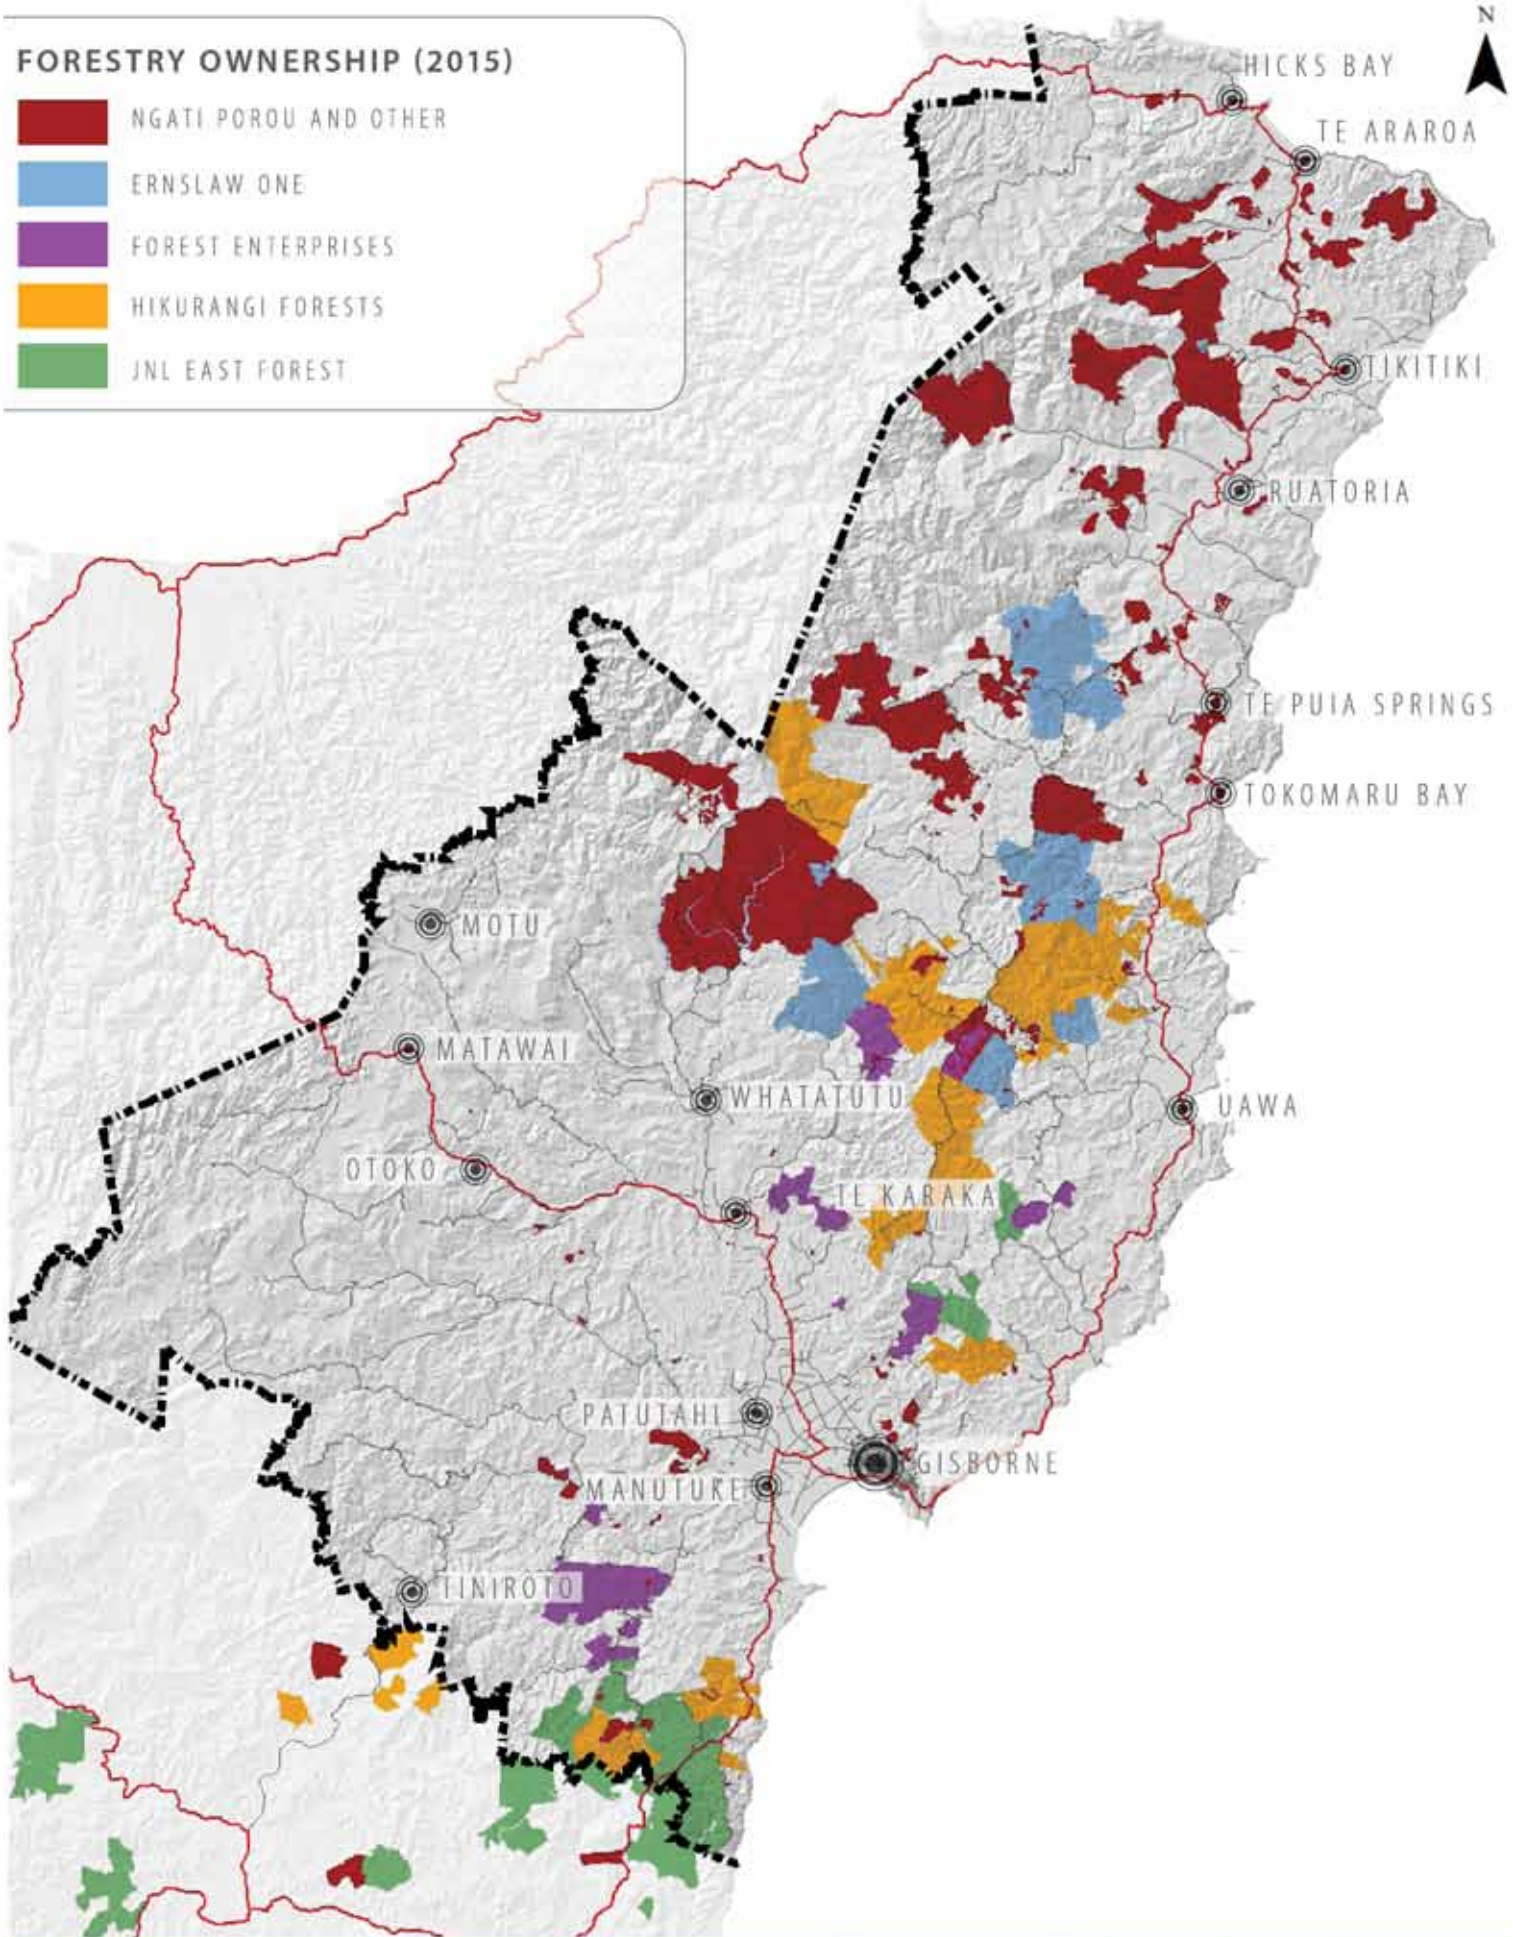 FORESTRY OWNERSHIP (2015)
NGATI POROU AND OTHER
ERNSLAW ONE
FOREST ENTERPRISES
HIKURANGI FORESTS
JNL EAST FOREST
N
HICKS BAY
TE ARAROA
TIKITIKI
RUATORIA
TE PUIA SPRINGS
TOKOMARU BAY
MOTU
MATAWAI
WHATATUTU
UAWA
OTOKO
TE KARAKA
PATUTAHI
GISBORNE
MANUTUKE
TINIROTO